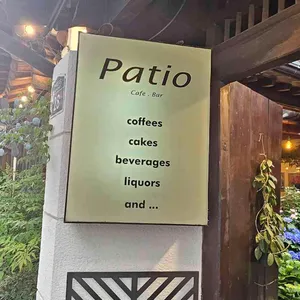 Patio
Cafe . Bar
coffees
cakes
beverages
liquors
and ...